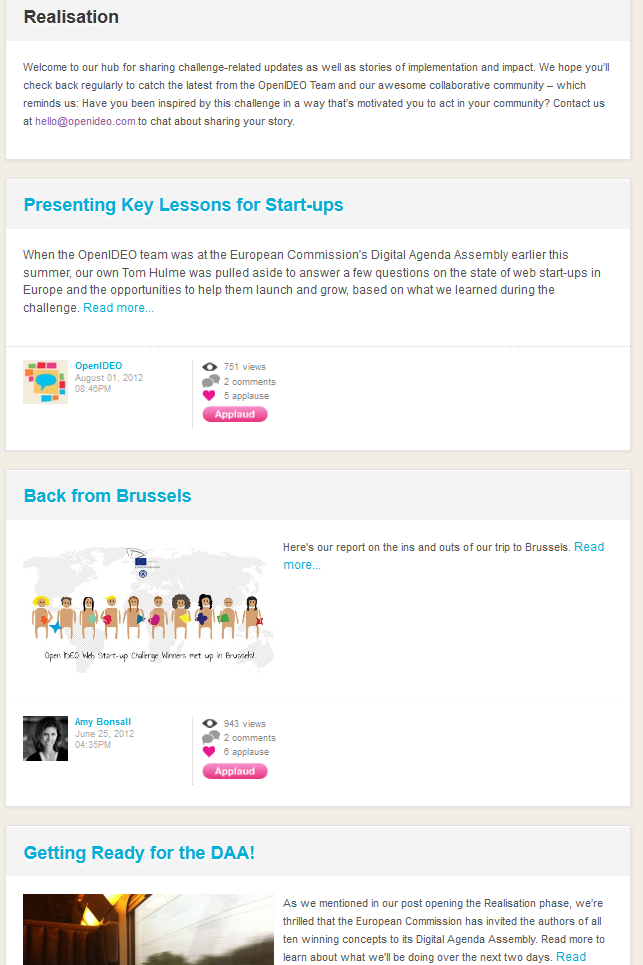 Realisation
Welcome to our hub for sharing challenge-related updates as well as stories of implementation and impact. We hope you'll
check back regularly to catch the latest from the OpenIDEO Team and our awesome collaborative community – which
reminds us: Have you been inspired by this challenge in a way that's motivated you to act in your community? Contact us
at hello@openideo.com to chat about sharing your story.
Presenting Key Lessons for Start-ups
When the OpenIDEO team was at the European Commission's Digital Agenda Assembly earlier this
summer, our own Tom Hulme was pulled aside to answer a few questions on the state of web start-ups in
Europe and the opportunities to help them launch and grow, based on what we learned during the
challenge. Read more...
OpenIDEO
August 01, 2012
08:46PM
751 views
2 comments
5 applause
Applaud
Back from Brussels
Here's our report on the ins and outs of our trip to Brussels. Read
more...
Open IDEO Web Start-up Challenge Winners met up in Brussels!
Amy Bonsall
June 25, 2012
04:35PM
943 views
2 comments
6 applause
Applaud
Getting Ready for the DAA!
As we mentioned in our post opening the Realisation phase, we're
thrilled that the European Commission has invited the authors of all
ten winning concepts to its Digital Agenda Assembly. Read more to
learn about what we'll be doing over the next two days. Read